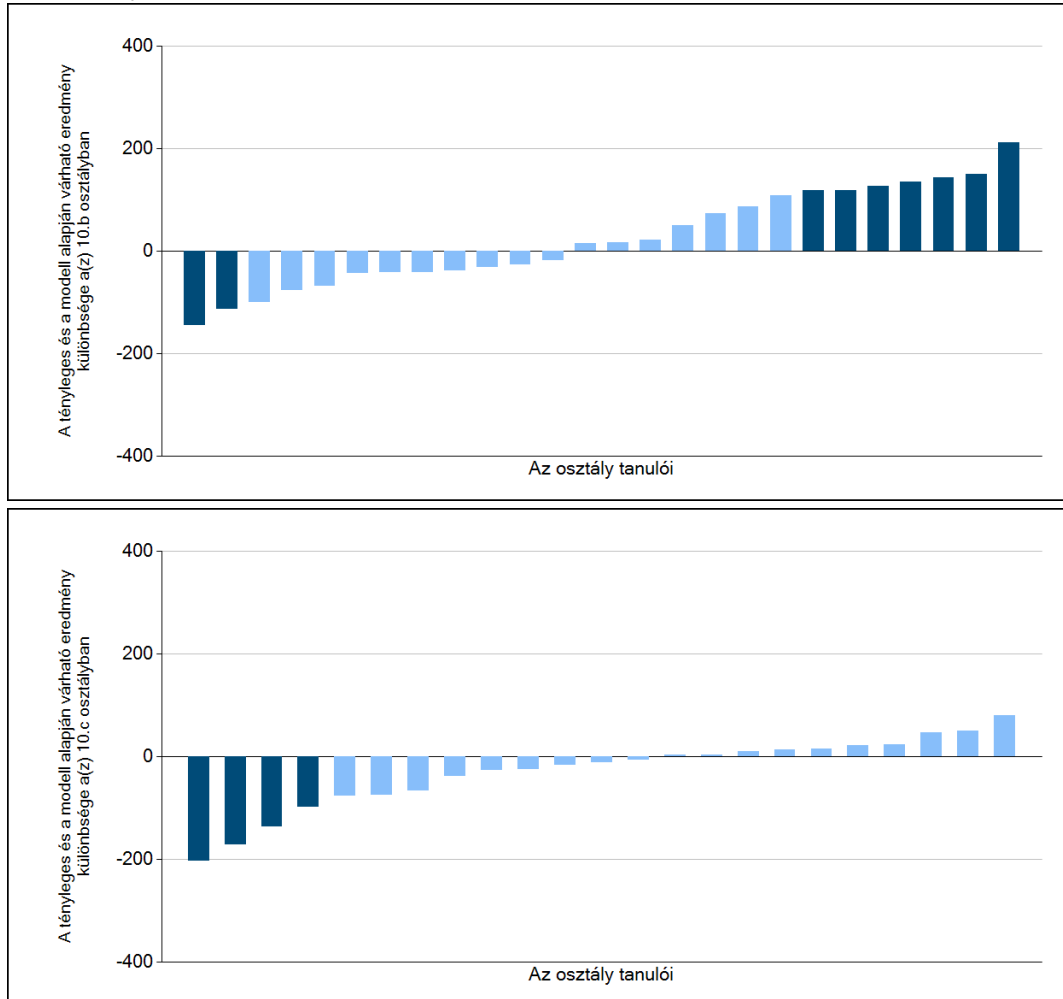 A tényleges és a modell alapján várható eredmény
különbsége a(z) 10.b osztályban
400
200
0
-200
-400
Az osztály tanulói
A tényleges és a modell alapján várható eredmény
különbsége a(z) 10.c osztályban
400
200
0
-200
-400
Az osztály tanulói